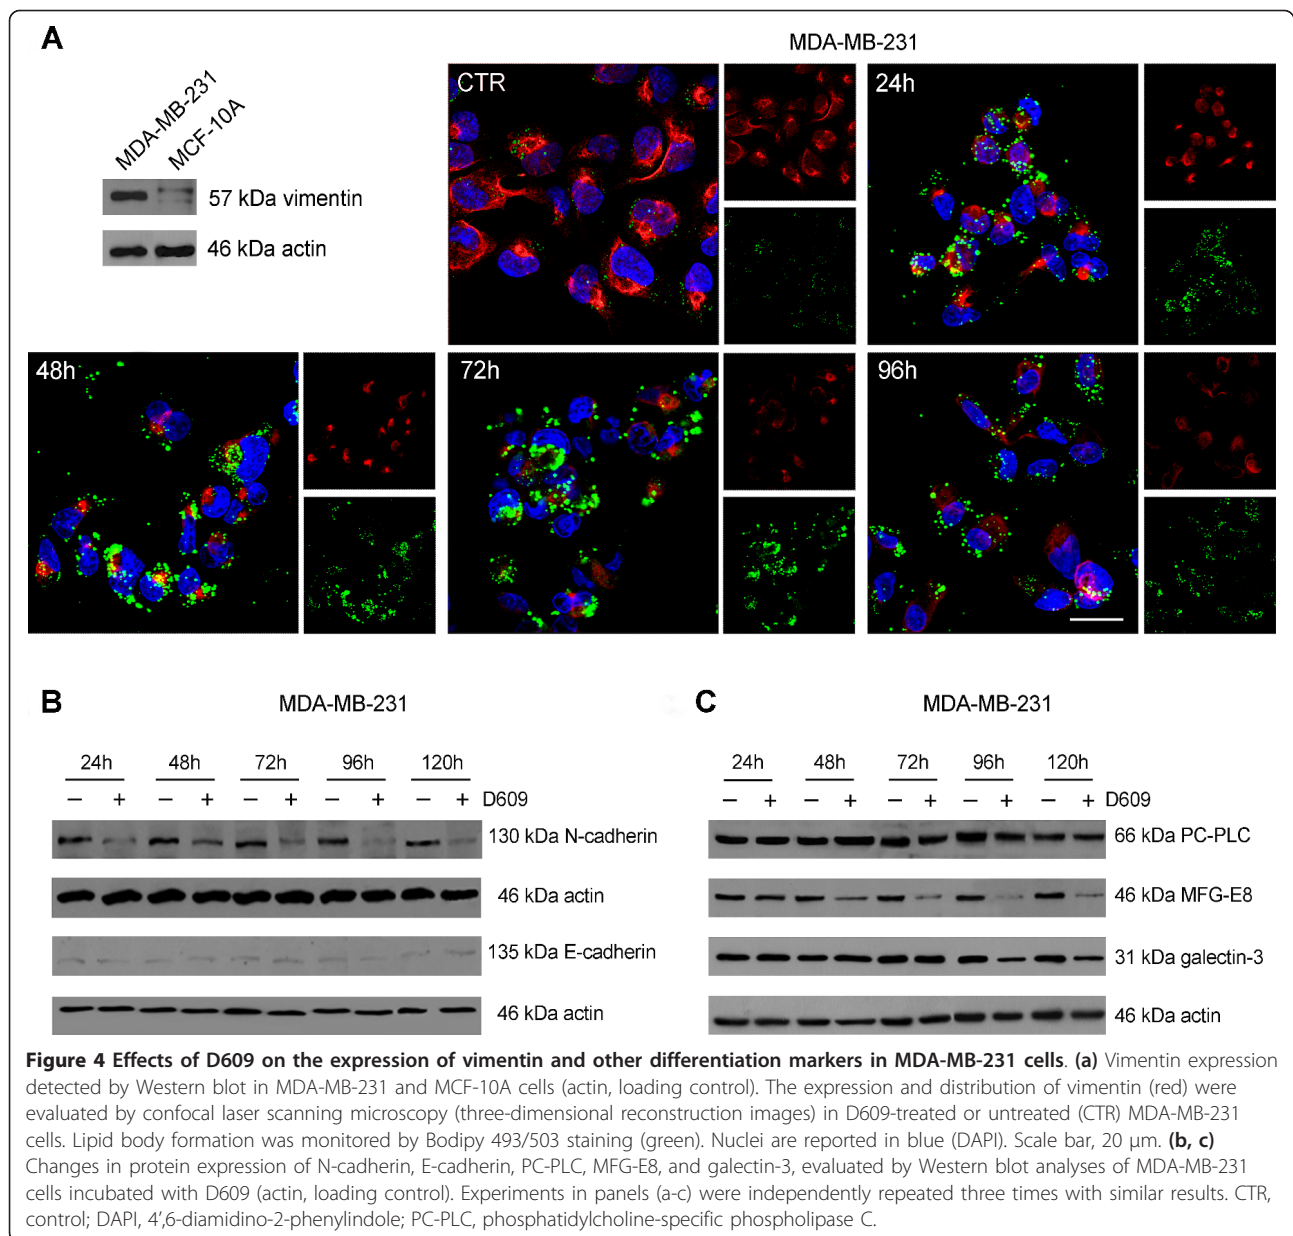 A
MDA-MB-231
MDA-MB-231
MCF-10A
57 kDa vimentin
46 kDa actin
CTR
24h
48h
72h
96h
B
MDA-MB-231
24h 48h 72h 96h 120h
– + – + – + – + – + D609
130 kDa N-cadherin
46 kDa actin
135 kDa E-cadherin
46 kDa actin
C
MDA-MB-231
24h 48h 72h 96h 120h
– + – + – + – + – + D609
66 kDa PC-PLC
46 kDa MFG-E8
31 kDa galectin-3
46 kDa actin
Figure 4 Effects of D609 on the expression of vimentin and other differentiation markers in MDA-MB-231 cells. (a) Vimentin expression
detected by Western blot in MDA-MB-231 and MCF-10A cells (actin, loading control). The expression and distribution of vimentin (red) were
evaluated by confocal laser scanning microscopy (three-dimensional reconstruction images) in D609-treated or untreated (CTR) MDA-MB-231
cells. Lipid body formation was monitored by Bodipy 493/503 staining (green). Nuclei are reported in blue (DAPI). Scale bar, 20 μm. (b, c)
Changes in protein expression of N-cadherin, E-cadherin, PC-PLC, MFG-E8, and galectin-3, evaluated by Western blot analyses of MDA-MB-231
cells incubated with D609 (actin, loading control). Experiments in panels (a-c) were independently repeated three times with similar results. CTR,
control; DAPI, 4′,6-diamidino-2-phenylindole; PC-PLC, phosphatidylcholine-specific phospholipase C.